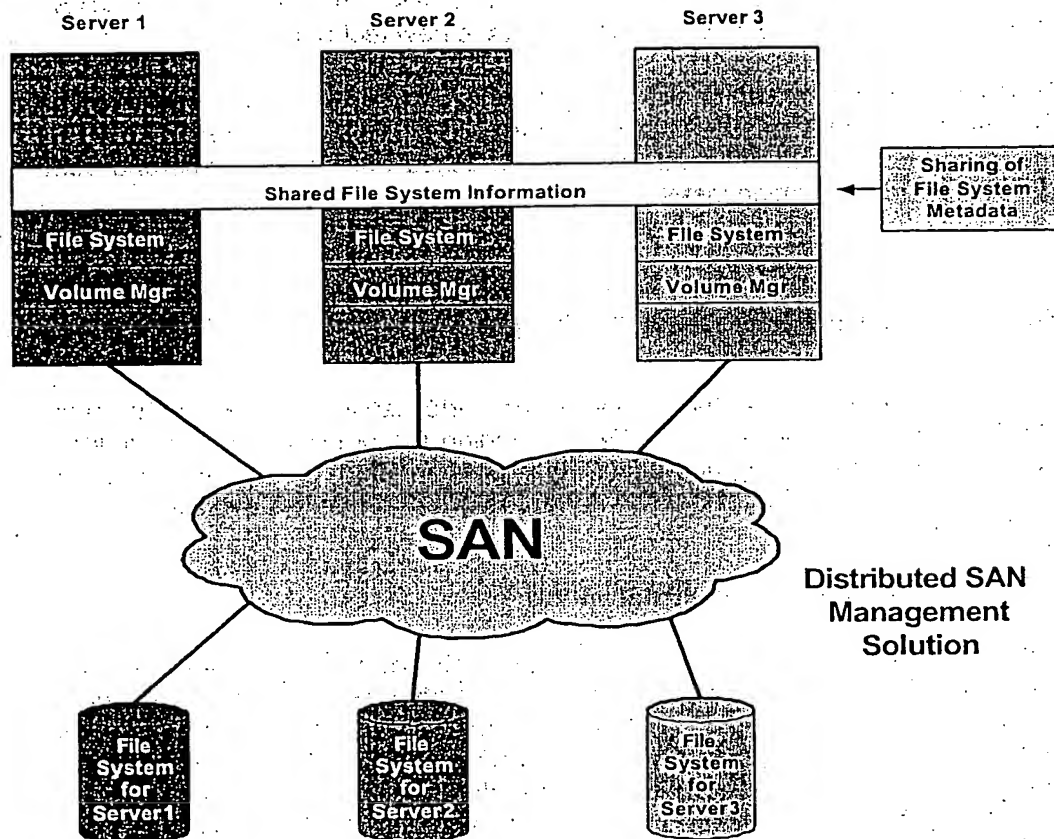 Server 1
Server 2
Server 3
Shared File System Information
Sharing of
File System
Metadata
File System
File System
File System
Volume Mgr
Volume Mgr
Volume Mgr
SAN
Distributed SAN
Management
Solution
File
System
for
Server1
File
System
for
Server2
File
System
for
Server3